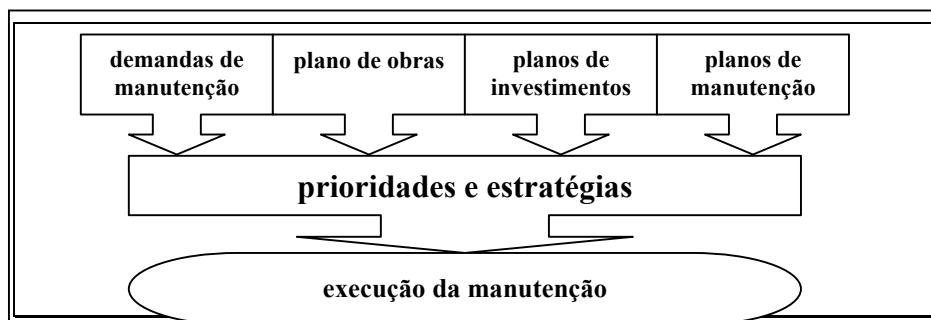 demandas de
manutenção
plano de obras
planos de
investimentos
planos de
manutenção
prioridades e estratégias
execução da manutenção